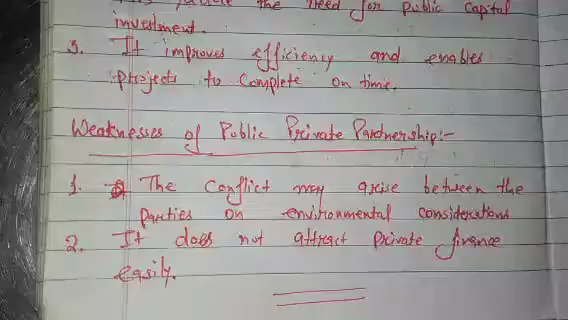 the need for public capital
investment.
3. It improves efficiency and enables
projects to complete on time.
Weaknesses of Public Private Partnership:-
1. The conflict may arise between the
parties on environmental considerations
2. It does not attract private finance
easily.